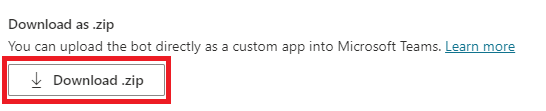 Download as .zip
You can upload the bot directly as a custom app into Microsoft Teams. Learn more
Download .zip